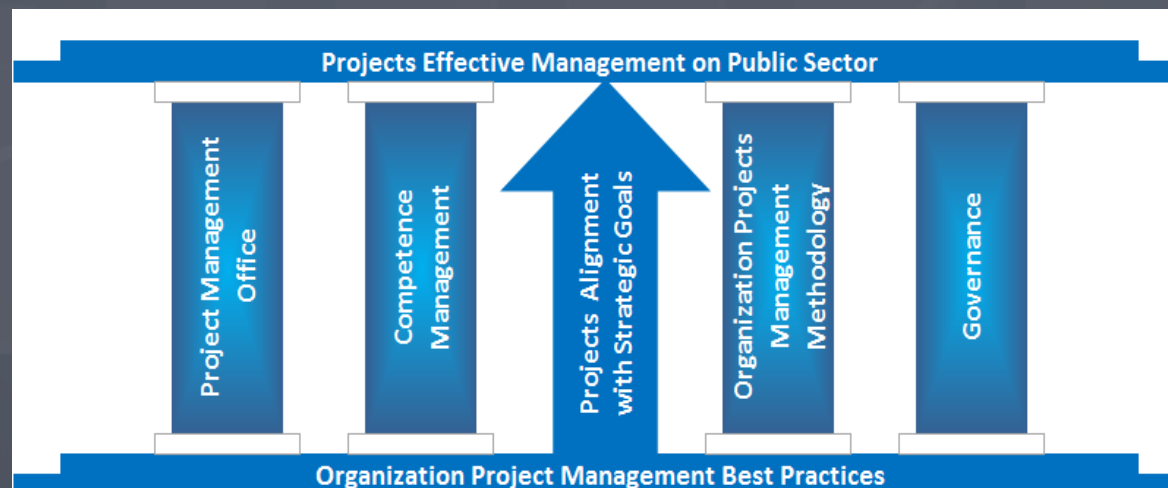 Projects Effective Management on Public Sector
Project Management
Office
Competence
Management
Projects Alignment
with Strategic Goals
Organization Projects
Management
Methodology
Governance
Organization Project Management Best Practices